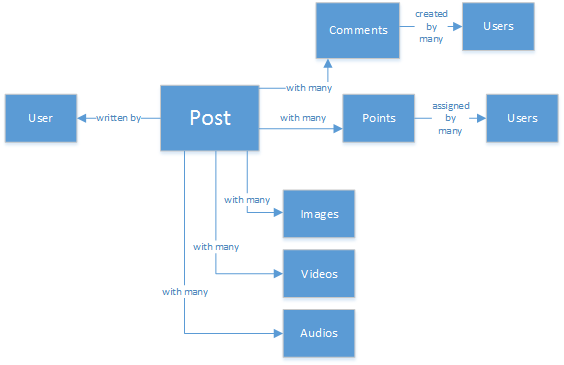 Comments
created
by
many
Users
with many
User
written by
Post
with many
Points
assigned
by
many
Users
with many
Images
with many
Videos
with many
Audios